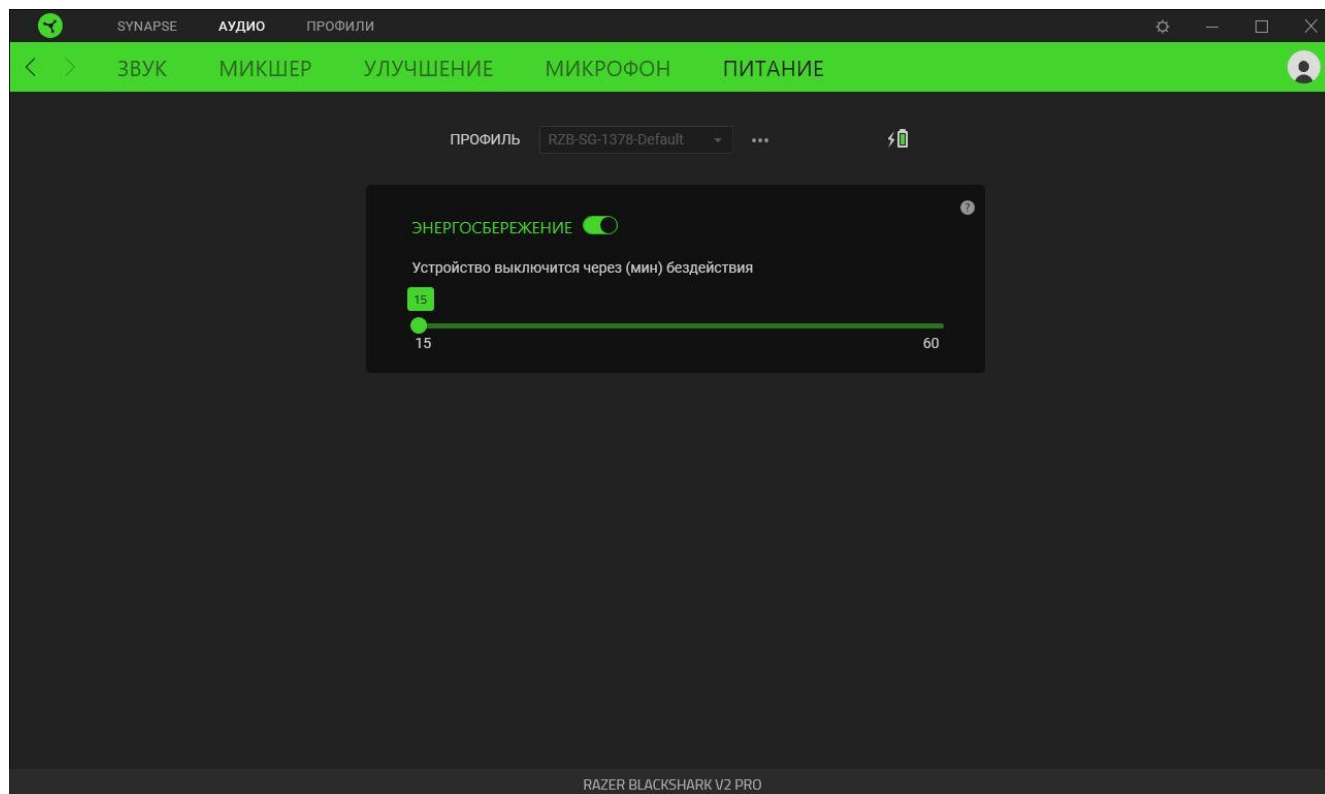 SYNAPSE АУДИО ПРОФИЛИ
ЗВУК МИКШЕР УЛУЧШЕНИЕ МИКРОФОН ПИТАНИЕ
ПРОФИЛЬ RZB-SG-1378-Default
ЭНЕРГОСБЕРЕЖЕНИЕ ?
Устройство выключится через (мин) бездействия
15
15 60
RAZER BLACKSHARK V2 PRO